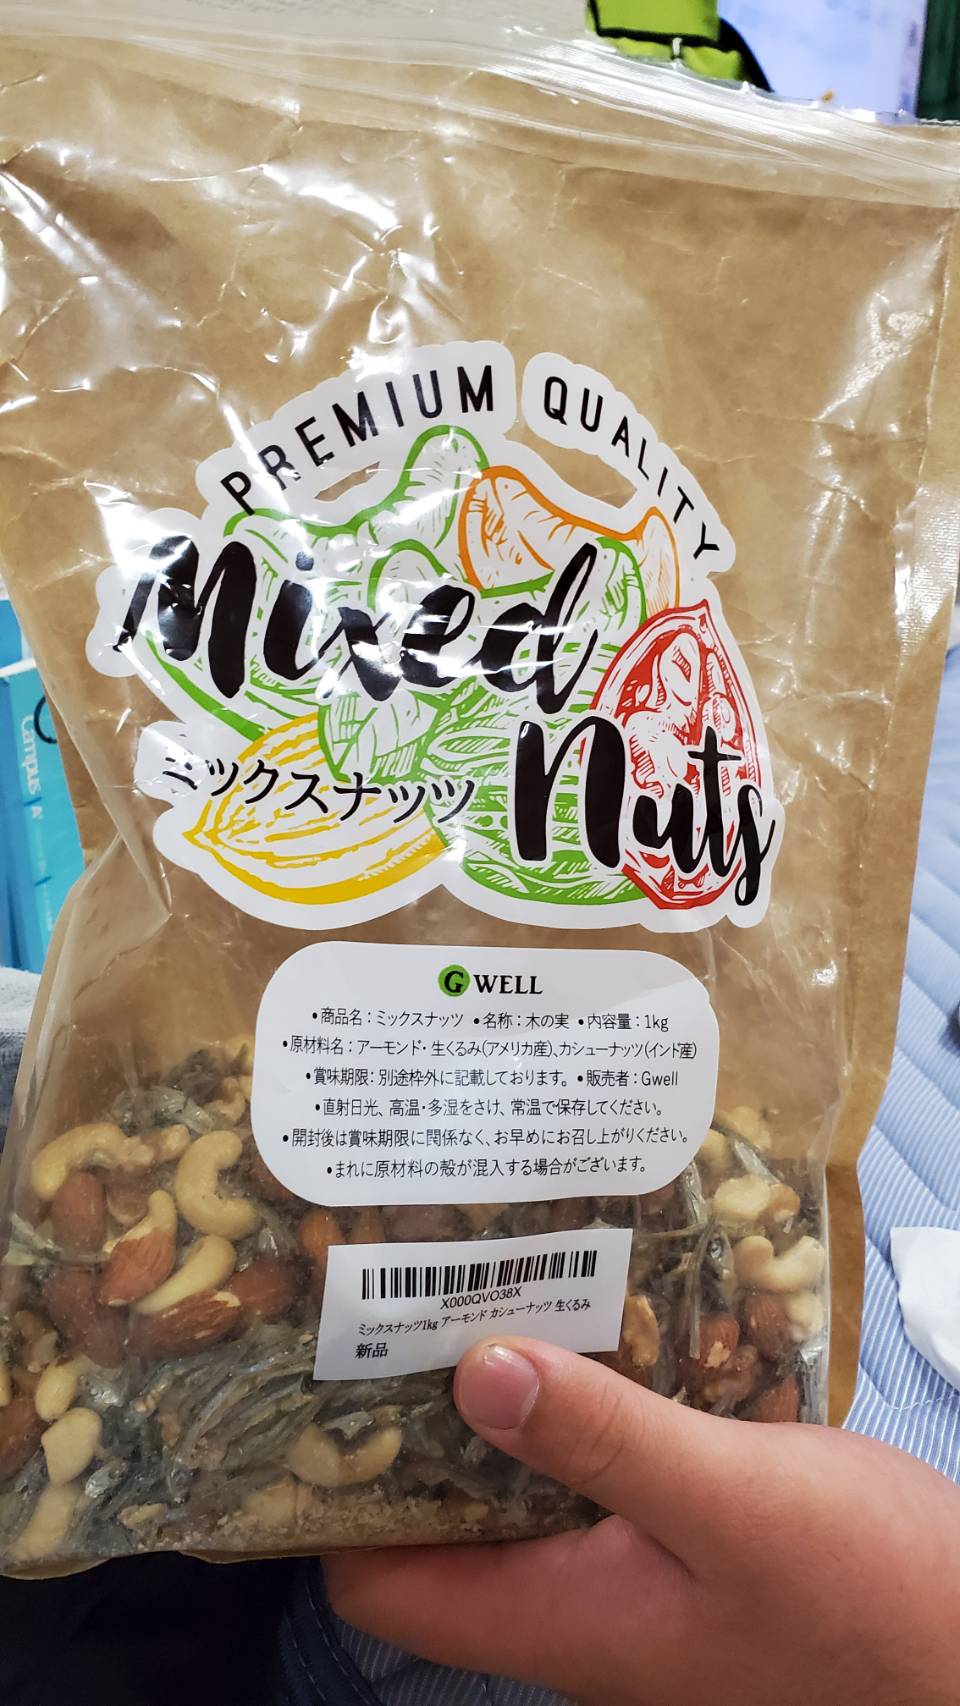 PREMIUM QUALITY
Mixed
Nuts
ミックスナッツ
Campus
G WELL
•商品名：ミックスナッツ •名称：木の実 •内容量：1kg
•原材料名：アーモンド・生くるみ(アメリカ産)、カシューナッツ(インド産)
•賞味期限：別途枠外に記載しております。•販売者：Gwell
•直射日光、高温・多湿をさけ、常温で保存してください。
•開封後は賞味期限に関係なく、お早めにお召し上がりください。
•まれに原材料の殻が混入する場合がございます。
X000QVO38X
ミックスナッツ1kg アーモンド カシューナッツ 生くるみ
新品